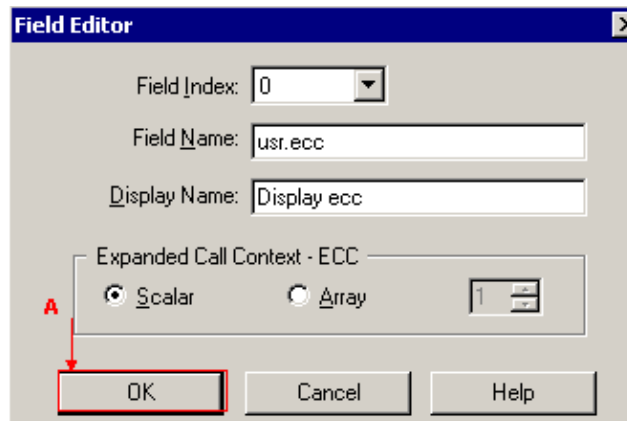 Field Editor
Field Index: 0
Field Name: usr.ecc
Display Name: Display ecc
Expanded Call Context - ECC
Scalar Array 1
A
OK Cancel Help